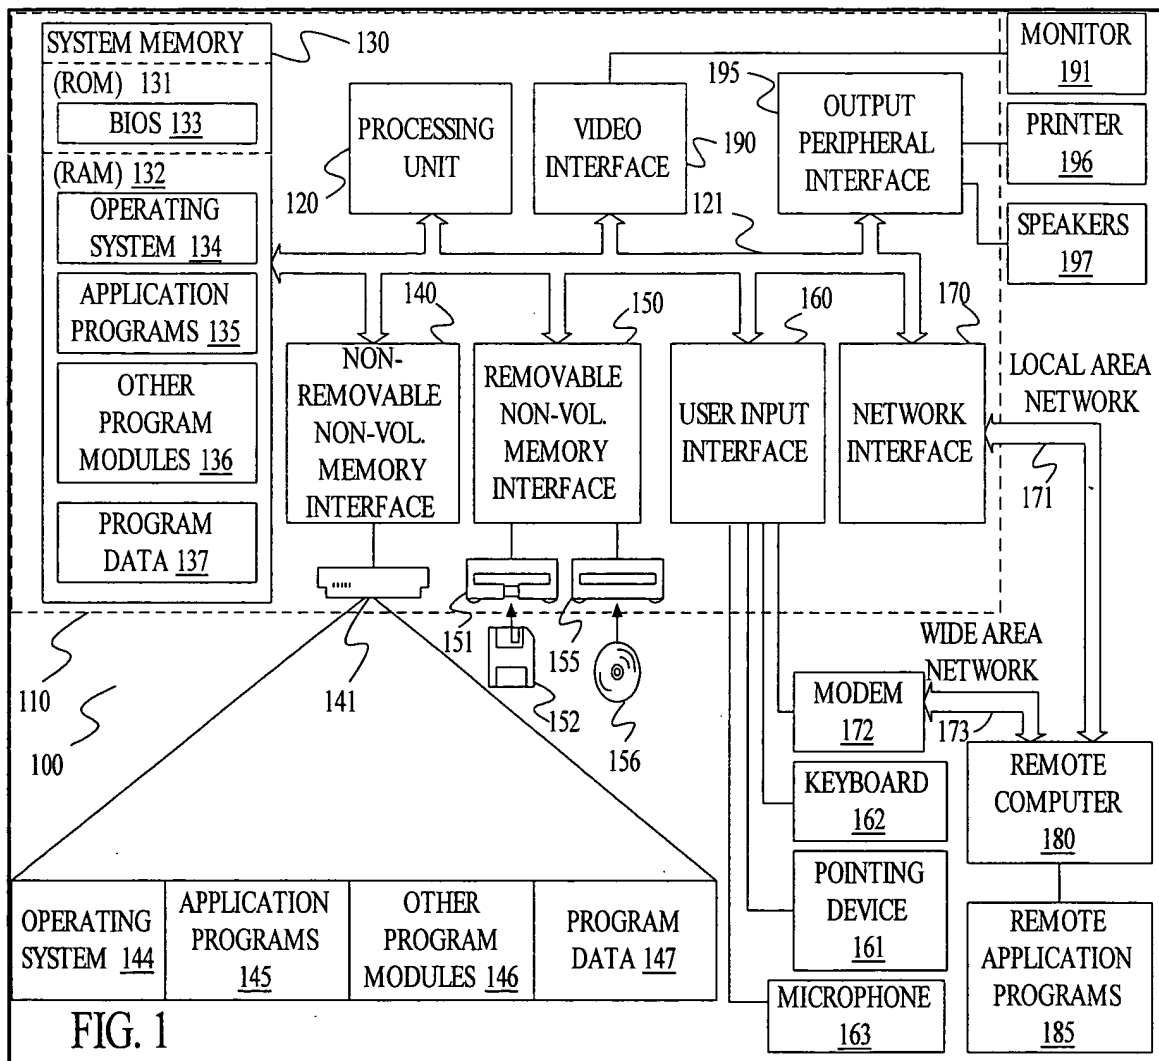 SYSTEM MEMORY
130
(ROM) 131
BIOS 133
(RAM) 132
OPERATING
SYSTEM 134
APPLICATION
PROGRAMS 135
OTHER
PROGRAM
MODULES 136
PROGRAM
DATA 137
PROCESSING
UNIT
120
VIDEO
INTERFACE
190
195
OUTPUT
PERIPHERAL
INTERFACE
121
MONITOR
191
PRINTER
196
SPEAKERS
197
140
NON-
REMOVABLE
NON-VOL.
MEMORY
INTERFACE
150
REMOVABLE
NON-VOL.
MEMORY
INTERFACE
160
USER INPUT
INTERFACE
170
NETWORK
INTERFACE
LOCAL AREA
NETWORK
171
110
100
141
151
152
155
156
WIDE AREA
NETWORK
173
MODEM
172
KEYBOARD
162
POINTING
DEVICE
161
MICROPHONE
163
REMOTE
COMPUTER
180
REMOTE
APPLICATION
PROGRAMS
185
OPERATING
SYSTEM 144
APPLICATION
PROGRAMS
145
OTHER
PROGRAM
MODULES 146
PROGRAM
DATA 147
FIG. 1